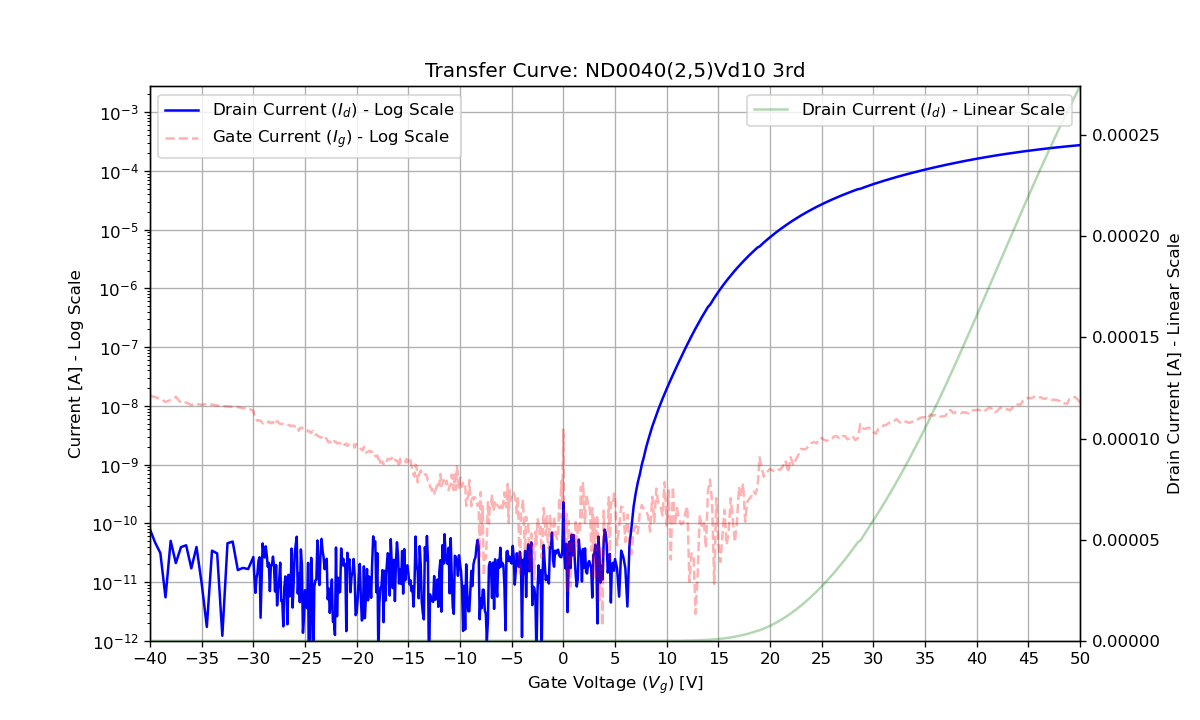 Transfer Curve: ND0040(2,5)Vd10 3rd
Drain Current (I_d) - Log Scale
Gate Current (I_g) - Log Scale
Drain Current (I_d) - Linear Scale
Current [A] - Log Scale
10⁻³
10⁻⁴
10⁻⁵
10⁻⁶
10⁻⁷
10⁻⁸
10⁻⁹
10⁻¹⁰
10⁻¹¹
10⁻¹²
0.00025
0.00020
0.00015
0.00010
0.00005
0.00000
Drain Current [A] - Linear Scale
−40 −35 −30 −25 −20 −15 −10 −5 0 5 10 15 20 25 30 35 40 45 50
Gate Voltage (V_g) [V]